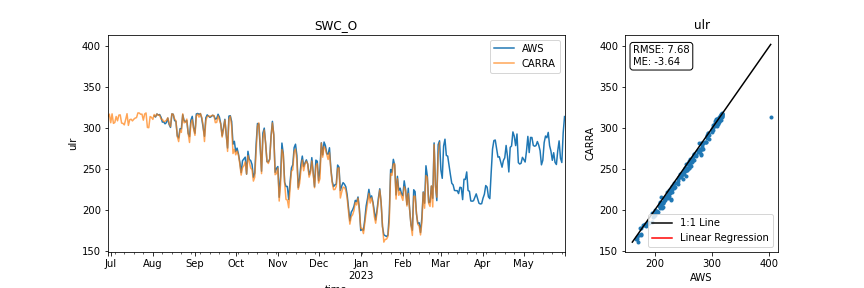 SWC_O
ulr
400
350
300
250
200
150
ulr
AWS
CARRA
Jul Aug Sep Oct Nov Dec Jan Feb Mar Apr May
2023
time
400
350
300
250
200
150
CARRA
RMSE: 7.68
ME: -3.64
1:1 Line
Linear Regression
200 300 400
AWS